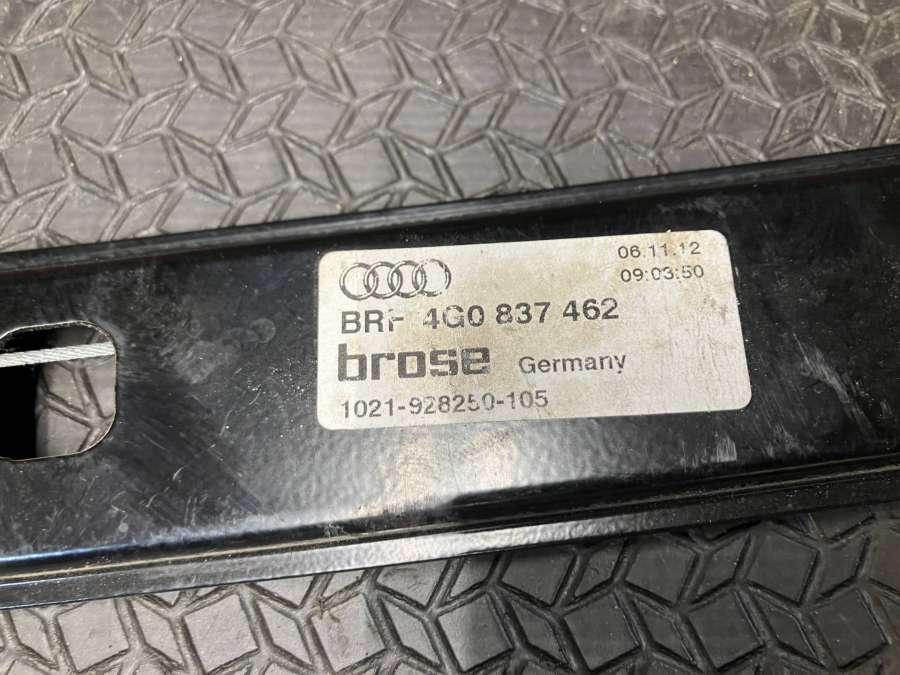 06.11.12
09:03:50
BRF 4G0 837 462
brose Germany
1021-928250-105